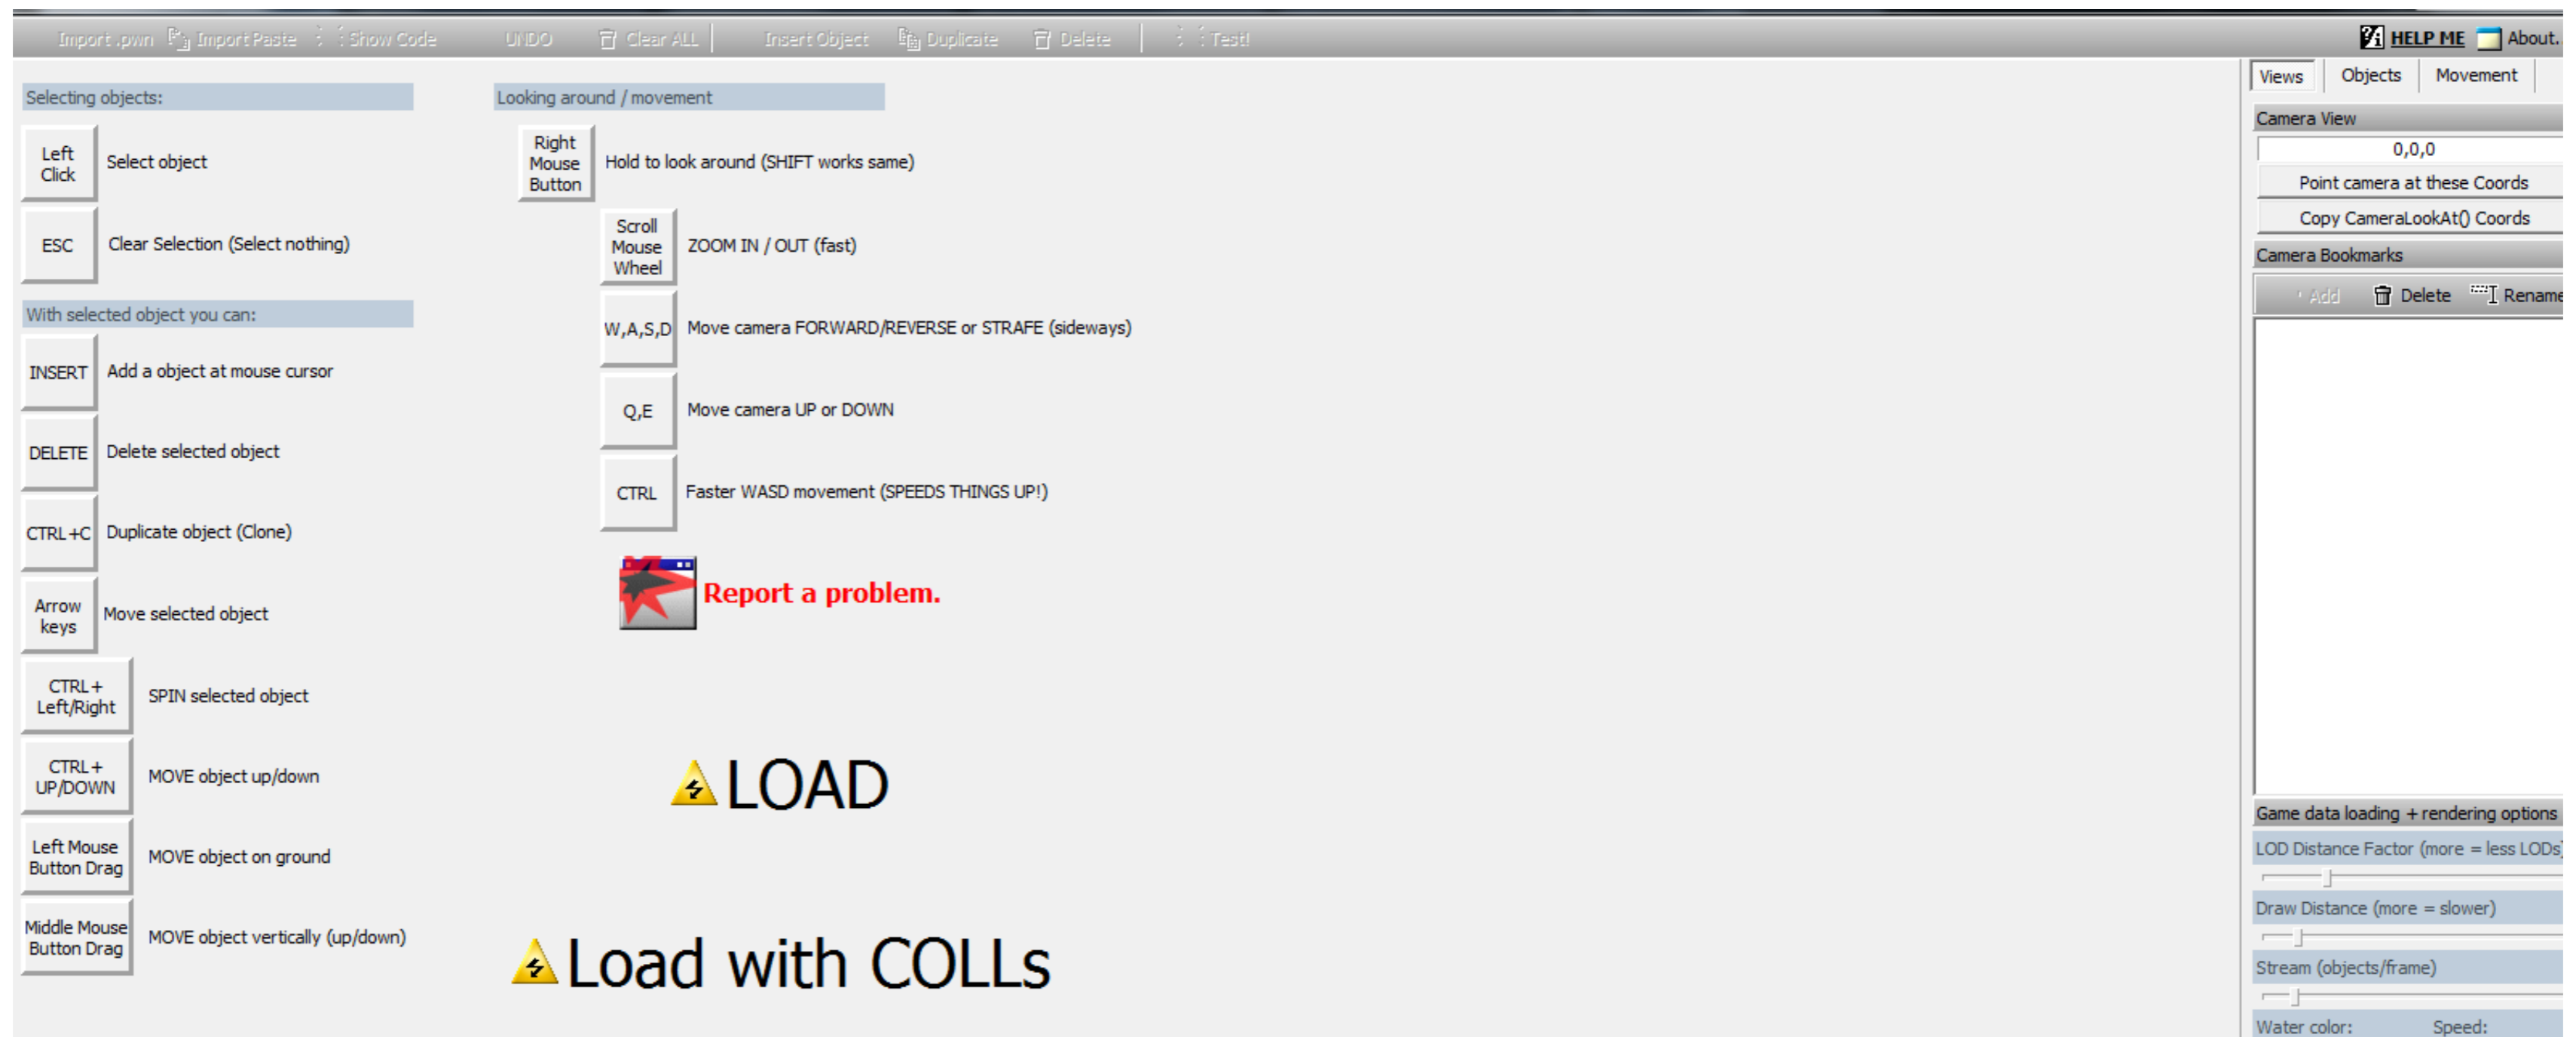 Import .pwn Import Paste Show Code UNDO Clear ALL Insert Object Duplicate Delete Test! HELP ME About..
Selecting objects:
Left Click Select object
ESC Clear Selection (Select nothing)
With selected object you can:
INSERT Add a object at mouse cursor
DELETE Delete selected object
CTRL+C Duplicate object (Clone)
Arrow keys Move selected object
CTRL+ Left/Right SPIN selected object
CTRL+ UP/DOWN MOVE object up/down
Left Mouse Button Drag MOVE object on ground
Middle Mouse Button Drag MOVE object vertically (up/down)
Looking around / movement
Right Mouse Button Hold to look around (SHIFT works same)
Scroll Mouse Wheel ZOOM IN / OUT (fast)
W,A,S,D Move camera FORWARD/REVERSE or STRAFE (sideways)
Q,E Move camera UP or DOWN
CTRL Faster WASD movement (SPEEDS THINGS UP!)
Report a problem.
LOAD
Load with COLLs
Views Objects Movement
Camera View
0,0,0
Point camera at these Coords
Copy CameraLookAt() Coords
Camera Bookmarks
Add Delete Rename
Game data loading + rendering options
LOD Distance Factor (more = less LODs)
Draw Distance (more = slower)
Stream (objects/frame)
Water color: Speed: